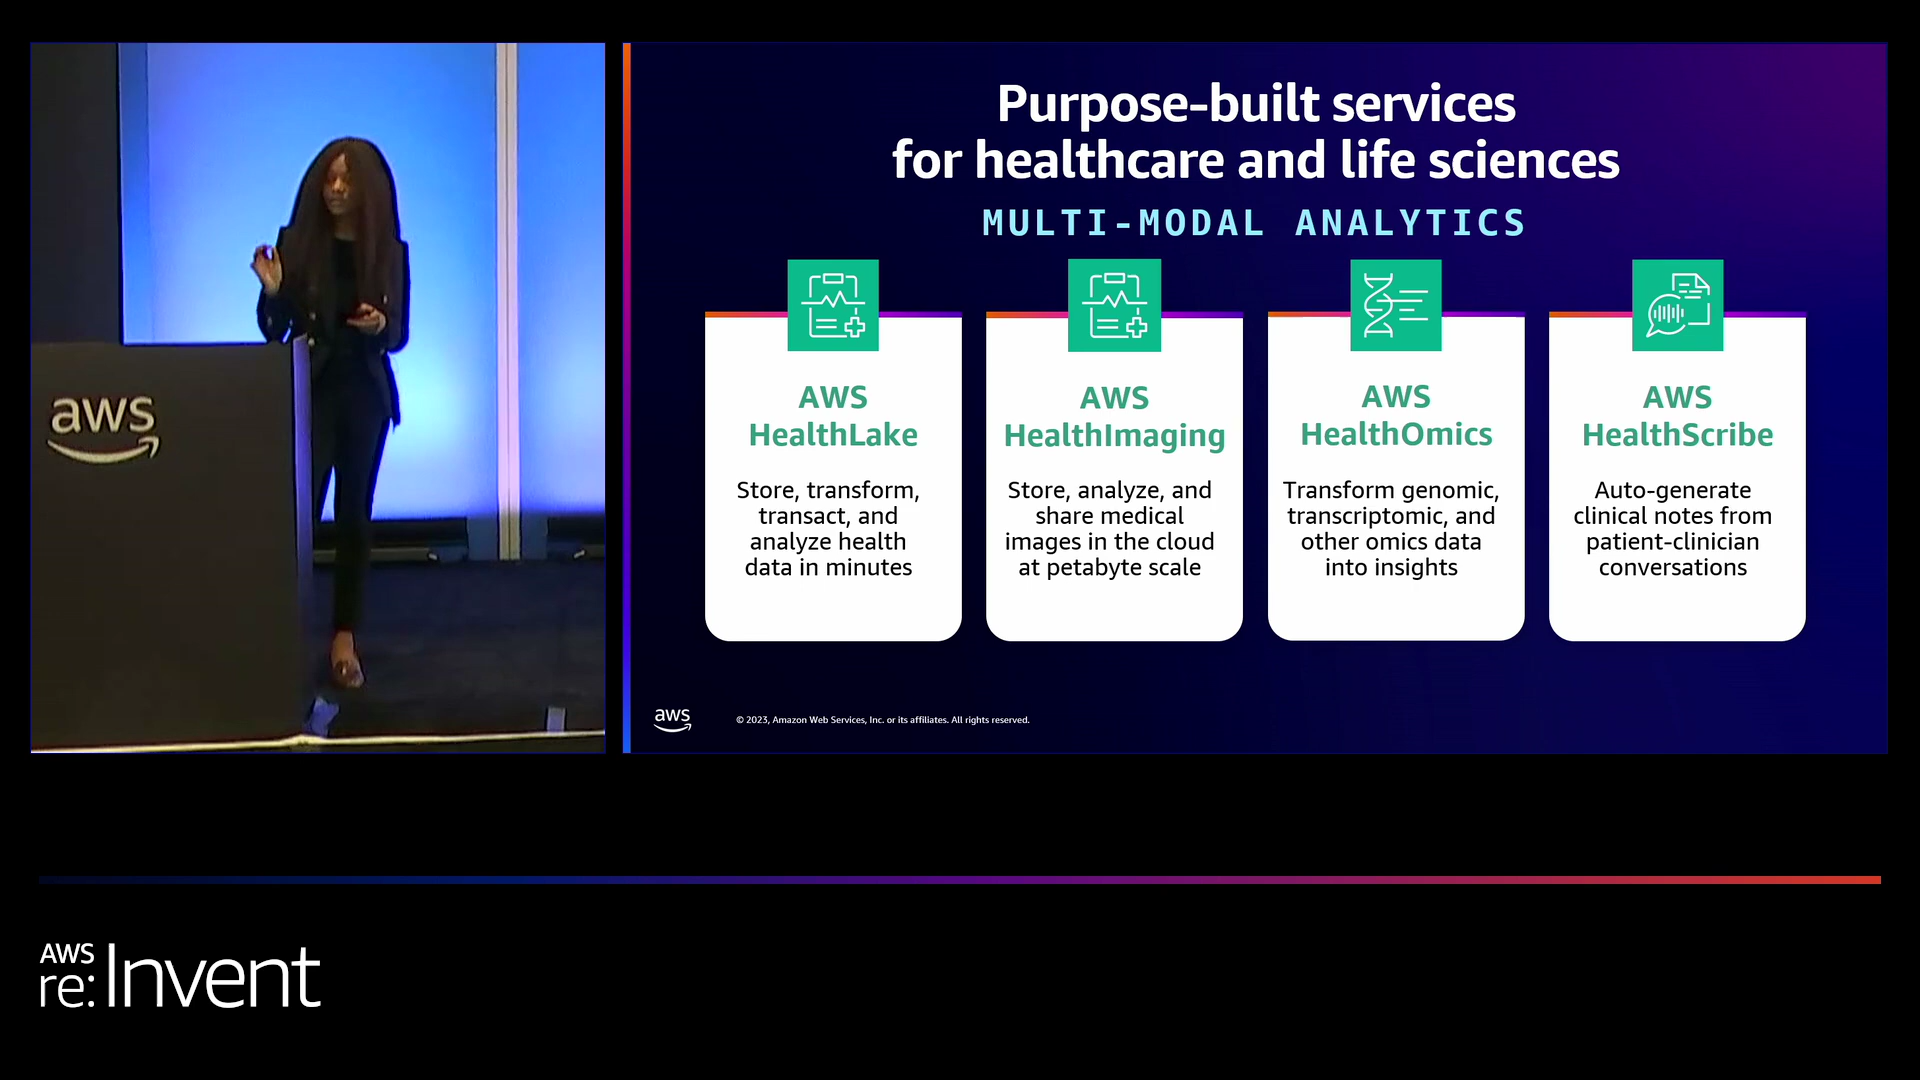 aws
Purpose-built services
for healthcare and life sciences
MULTI-MODAL ANALYTICS
AWS
HealthLake
Store, transform,
transact, and
analyze health
data in minutes
AWS
HealthImaging
Store, analyze, and
share medical
images in the cloud
at petabyte scale
AWS
HealthOmics
Transform genomic,
transcriptomic, and
other omics data
into insights
AWS
HealthScribe
Auto-generate
clinical notes from
patient-clinician
conversations
aws
© 2023, Amazon Web Services, Inc. or its affiliates. All rights reserved.
AWS
re:Invent